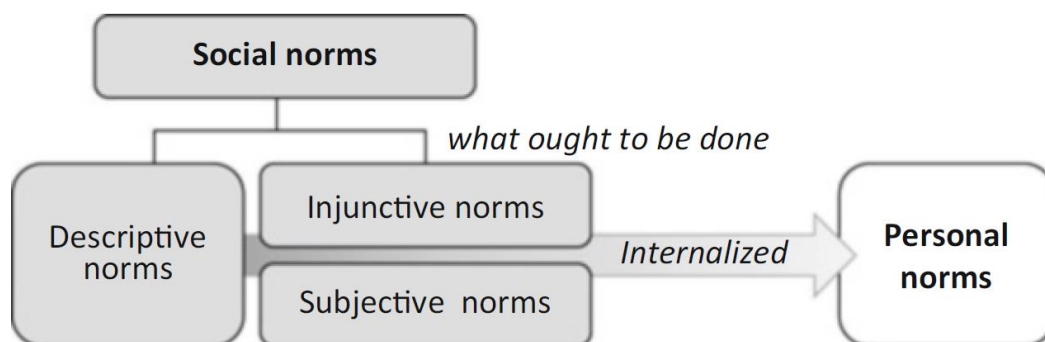 Social norms
what ought to be done
Descriptive
norms
Injunctive norms
Subjective norms
Internalized
Personal
norms